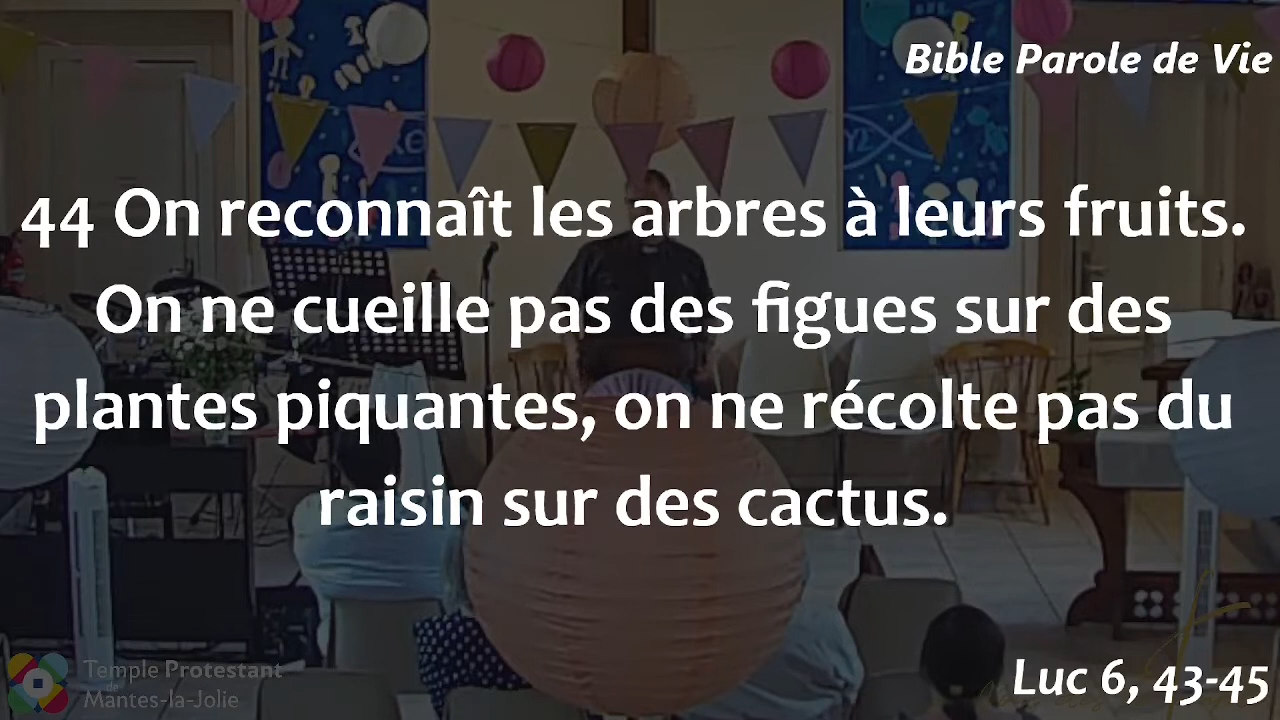 Bible Parole de Vie
44 On reconnaît les arbres à leurs fruits.
On ne cueille pas des figues sur des
plantes piquantes, on ne récolte pas du
raisin sur des cactus.
Temple Protestant
de
Mantes-la-Jolie
Luc 6, 43-45